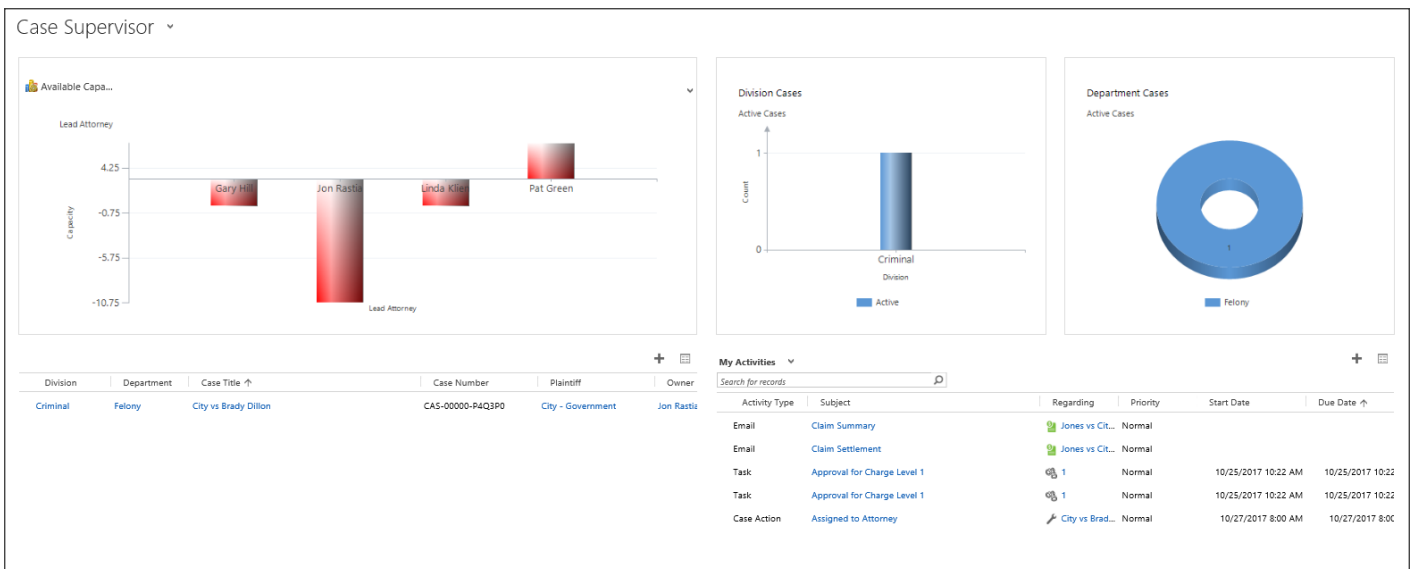 Case Supervisor
Available Capa...
Lead Attorney
4.25
-0.75
-5.75
-10.75
Capacity
Gary Hill
Jon Rastia
Linda Klien
Pat Green
Lead Attorney
Division Cases
Active Cases
1
0
Count
Criminal
Division
Active
Department Cases
Active Cases
1
Felony
Division Department Case Title Case Number Plaintiff Owner
Criminal Felony City vs Brady Dillon CAS-00000-P4Q3P0 City - Government Jon Rastia
My Activities
Search for records
Activity Type Subject Regarding Priority Start Date Due Date
Email Claim Summary Jones vs Cit... Normal
Email Claim Settlement Jones vs Cit... Normal
Task Approval for Charge Level 1 1 Normal 10/25/2017 10:22 AM 10/25/2017 10:22
Task Approval for Charge Level 1 1 Normal 10/25/2017 10:22 AM 10/25/2017 10:22
Case Action Assigned to Attorney City vs Brad... Normal 10/27/2017 8:00 AM 10/27/2017 8:00